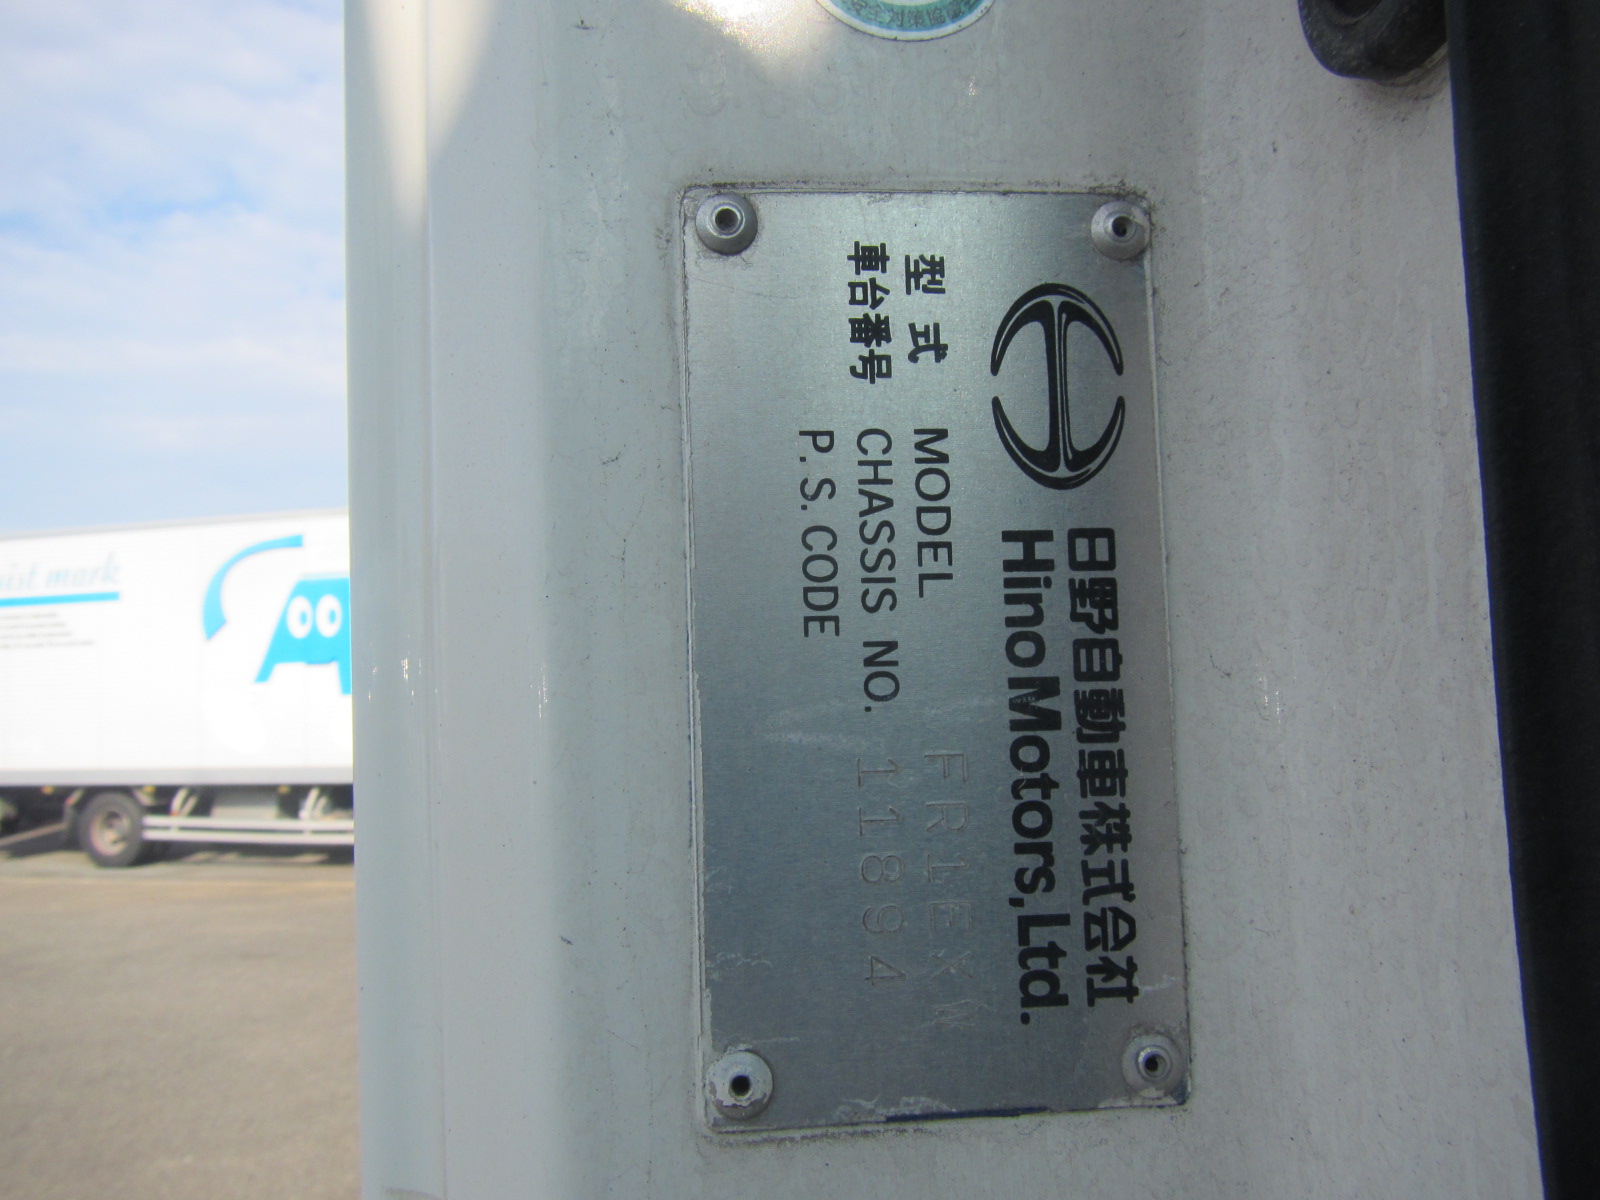 日野自動車株式会社
Hino Motors, Ltd.
型式 MODEL FR1EXW
車台番号 CHASSIS NO. 11894
P.S. CODE
mark